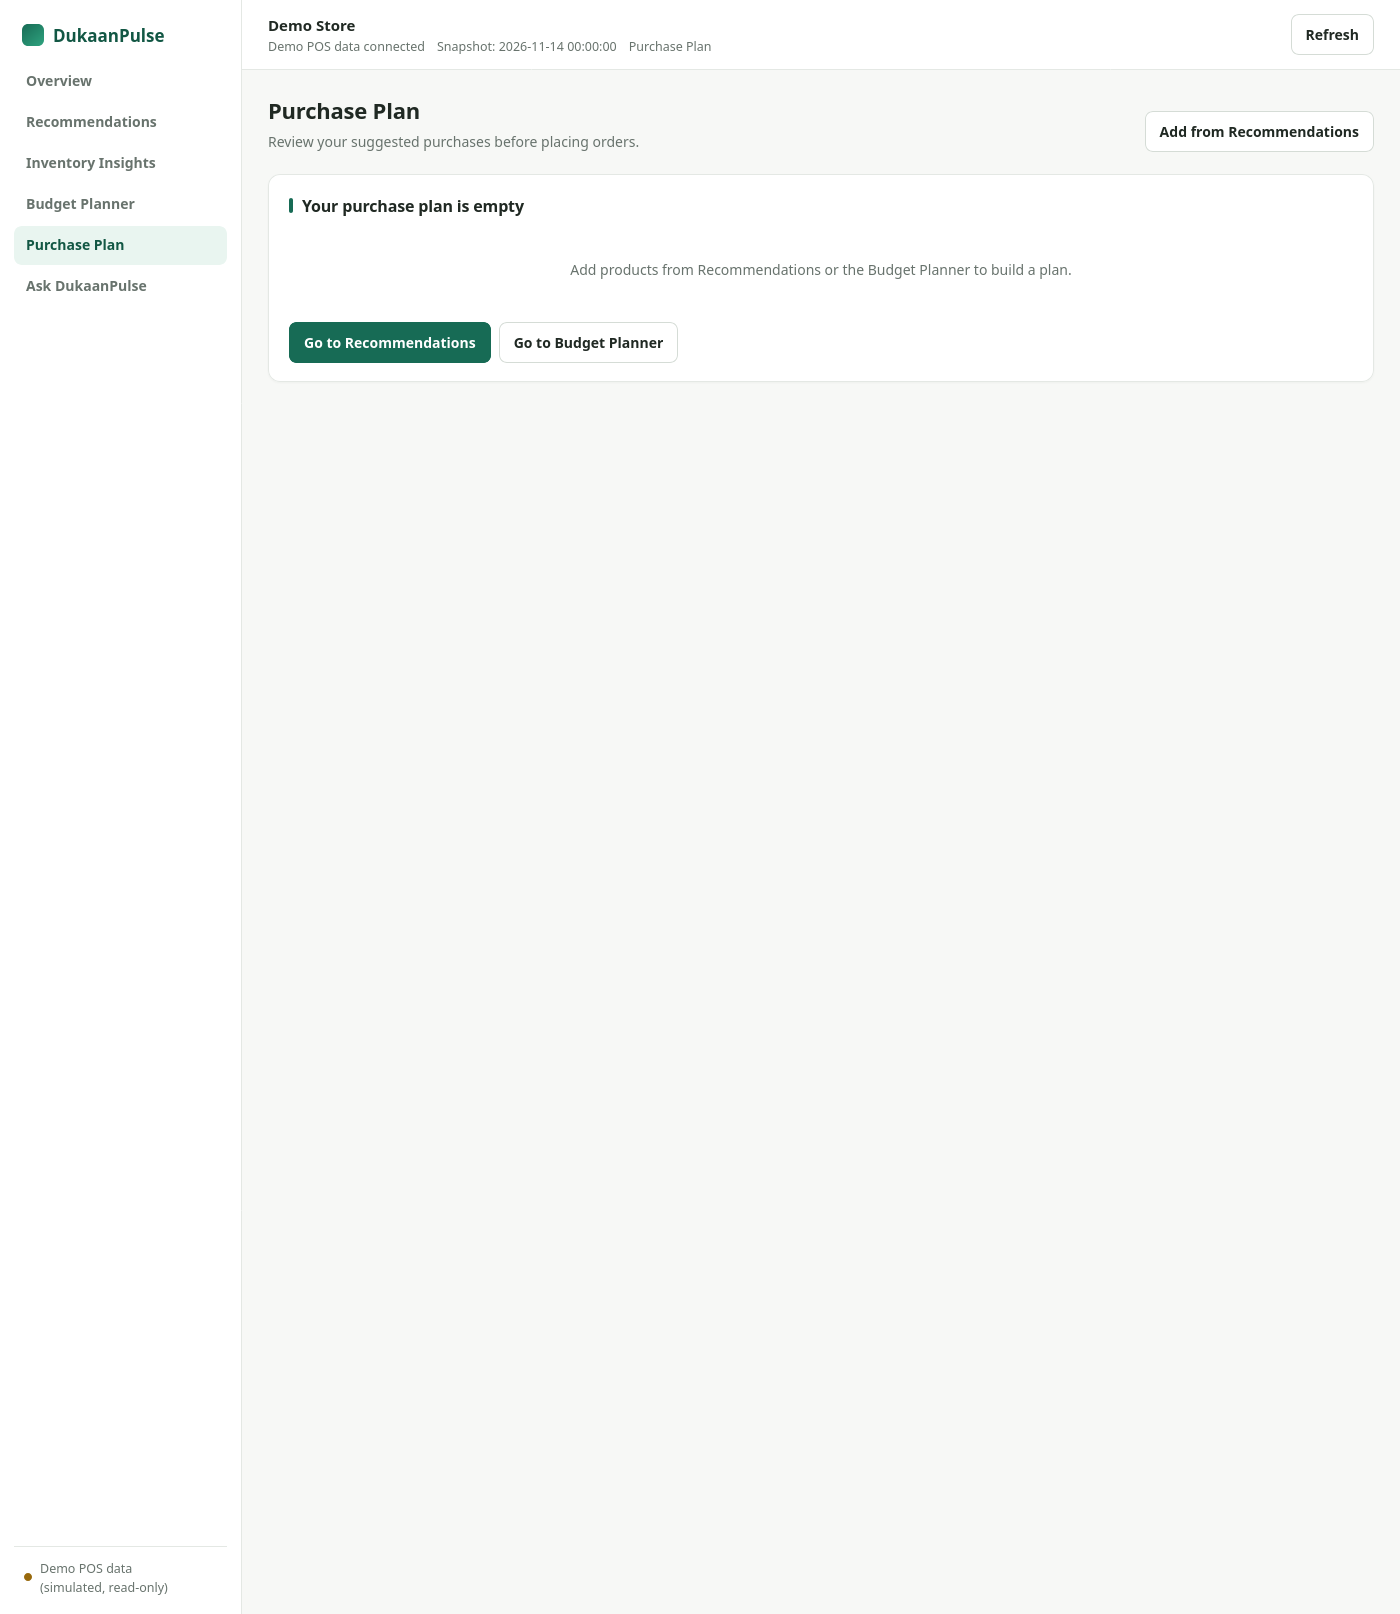 DukaanPulse
Overview
Recommendations
Inventory Insights
Budget Planner
Purchase Plan
Ask DukaanPulse
Demo POS data
(simulated, read-only)
Demo Store
Demo POS data connected Snapshot: 2026-11-14 00:00:00 Purchase Plan
Refresh
Purchase Plan
Review your suggested purchases before placing orders.
Add from Recommendations
Your purchase plan is empty
Add products from Recommendations or the Budget Planner to build a plan.
Go to Recommendations
Go to Budget Planner